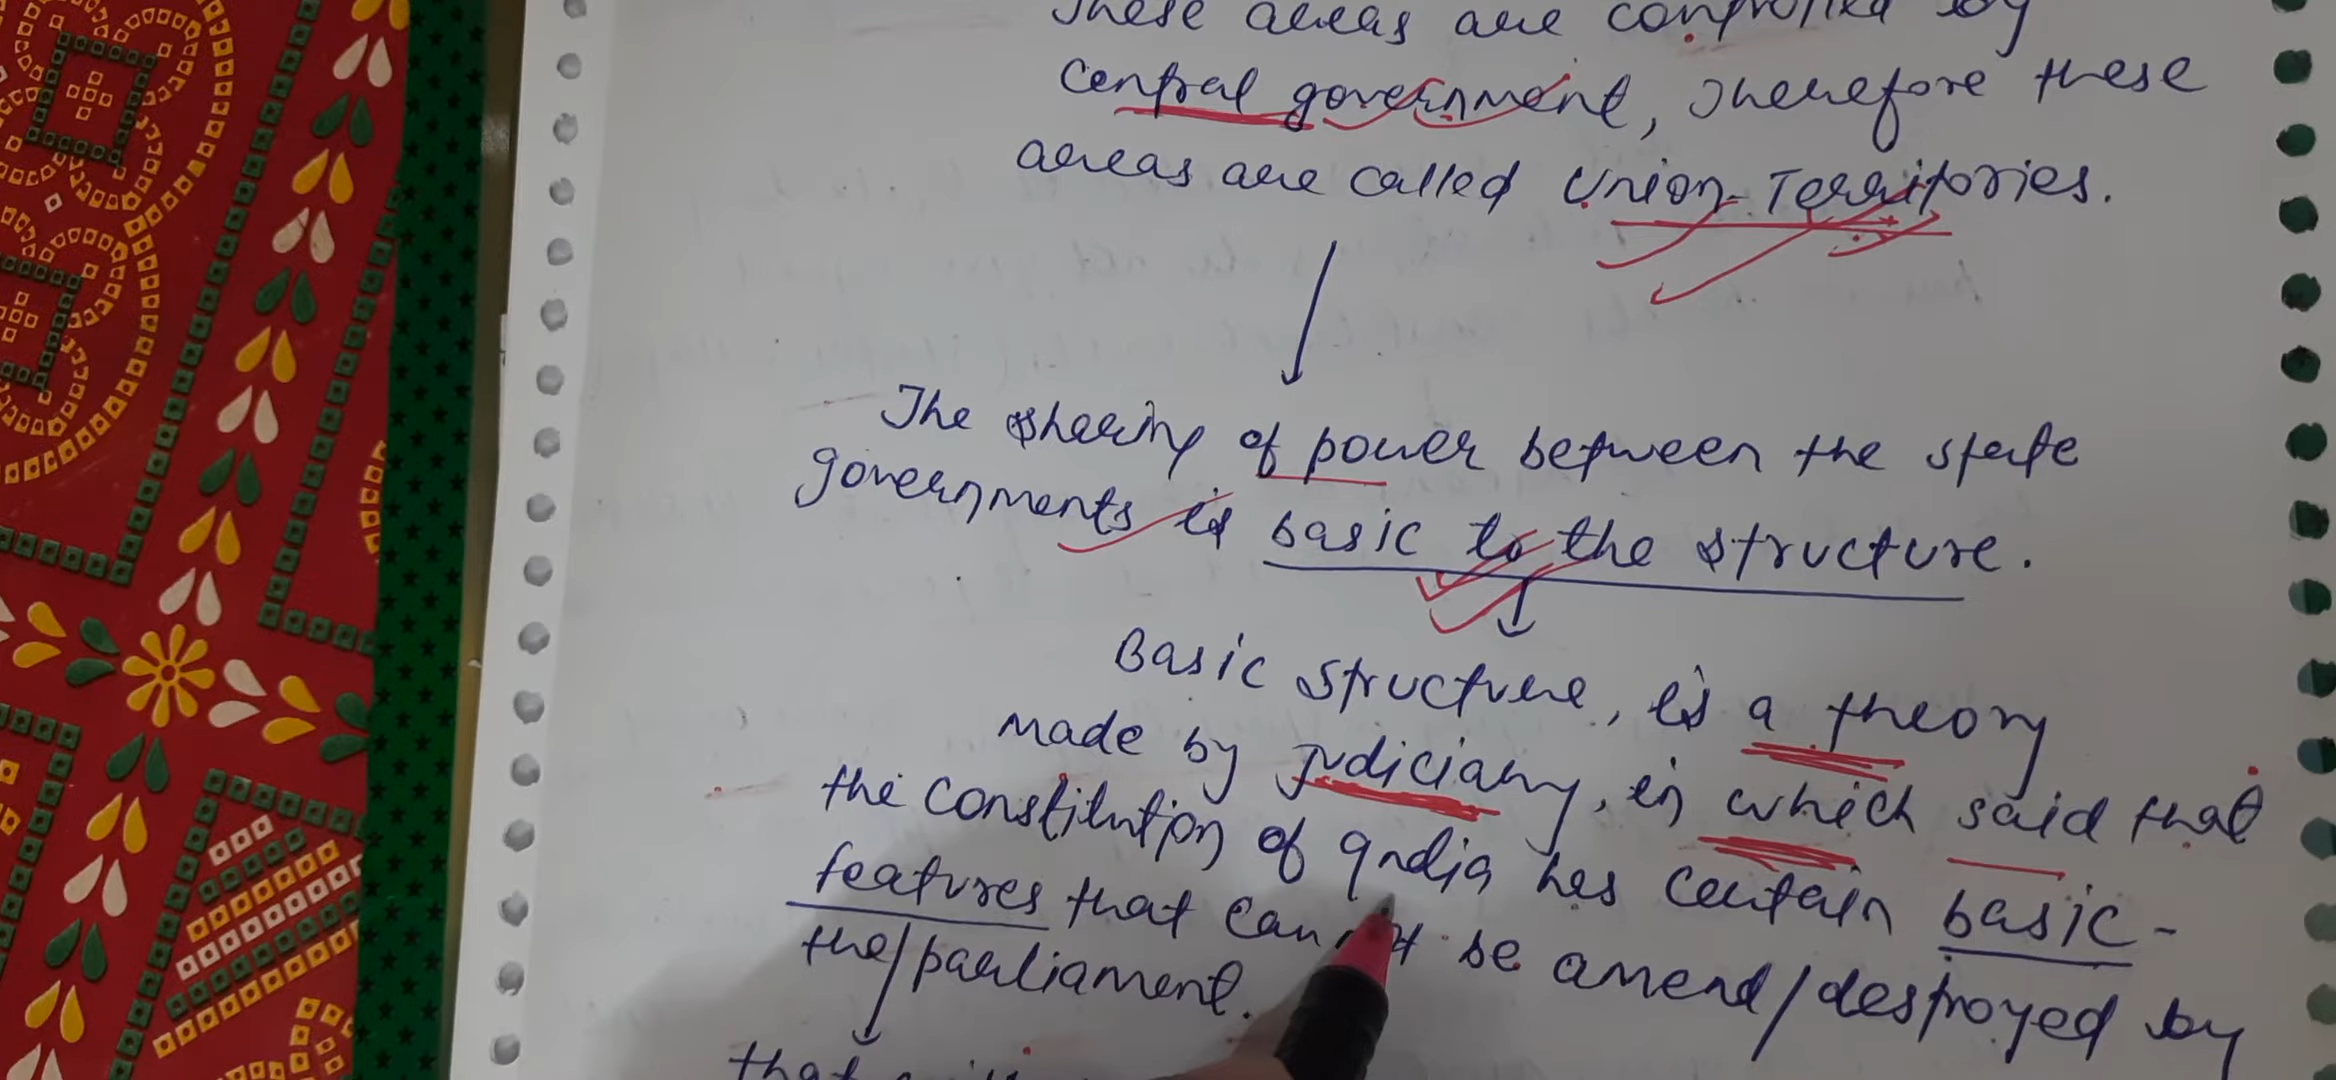 These areas are controlled by
Central government, Therefore these
areas are called Union-Territories.
The sharing of power between the state
governments is basic to the structure.
Basic structure, is a theory
made by judiciary, in which said that
the constitution of India has certain basic-
features that cannot be amend/destroyed by
the parliament.
that